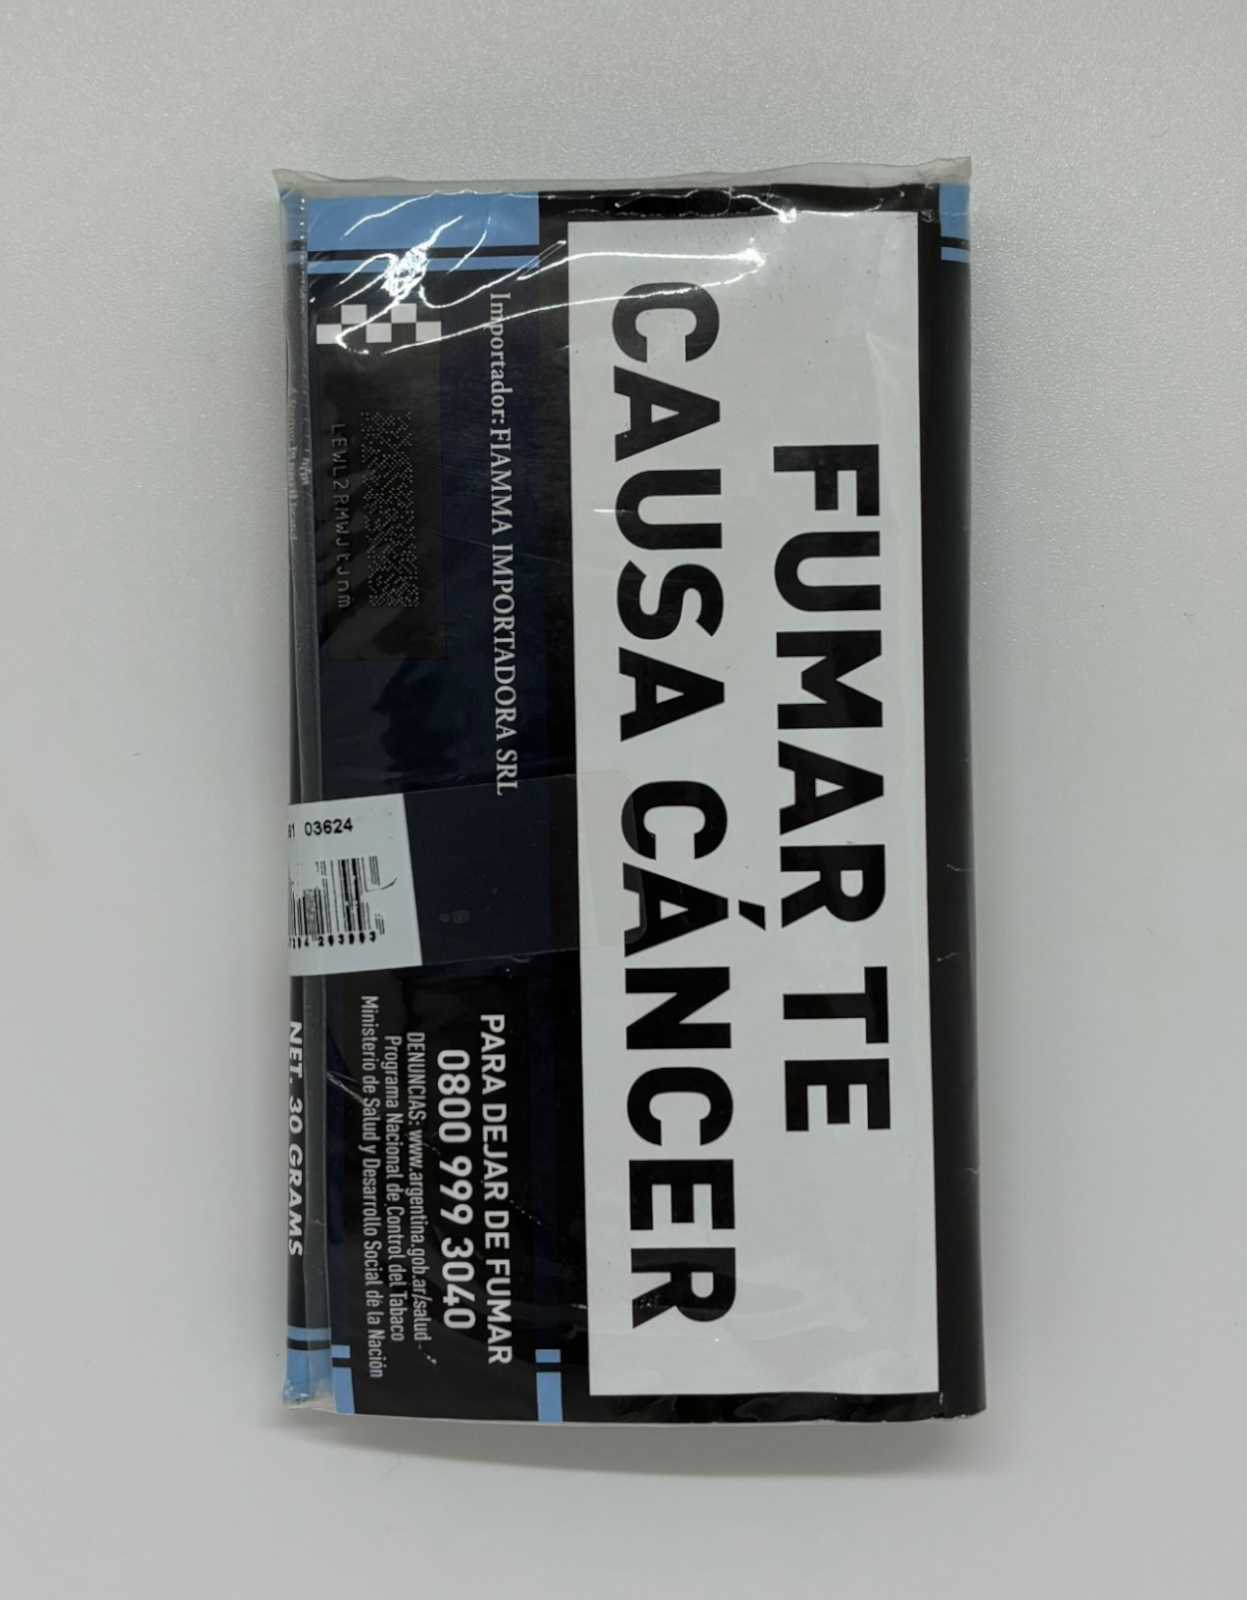 FUMAR TE
CAUSA CÁNCER
Importador: FIAMMA IMPORTADORA SRL
PARA DEJAR DE FUMAR
0800 999 3040
DENUNCIAS: www.argentina.gob.ar/salud
Programa Nacional de Control del Tabaco
Ministerio de Salud y Desarrollo Social de la Nación
03624
NET. 30 GRAMS